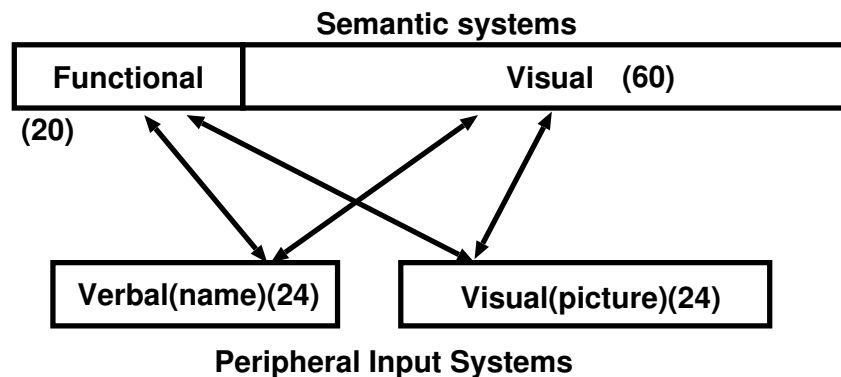 Semantic systems
Functional
Visual (60)
(20)
Verbal(name)(24)
Visual(picture)(24)
Peripheral Input Systems